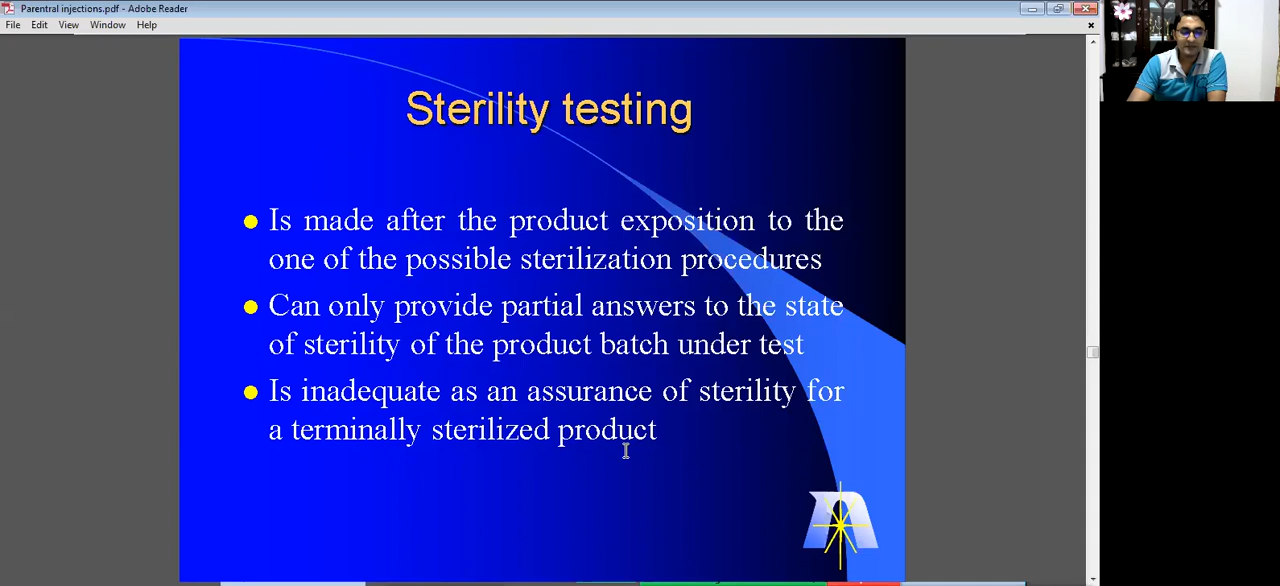 Parentral injections.pdf - Adobe Reader
File Edit View Window Help
Sterility testing
Is made after the product exposition to the
one of the possible sterilization procedures
Can only provide partial answers to the state
of sterility of the product batch under test
Is inadequate as an assurance of sterility for
a terminally sterilized product